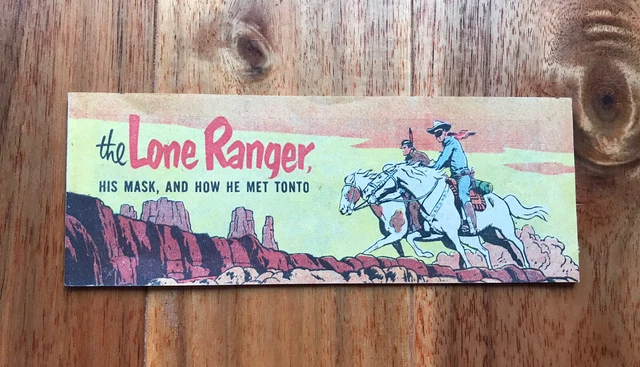 the Lone Ranger,
HIS MASK, AND HOW HE MET TONTO